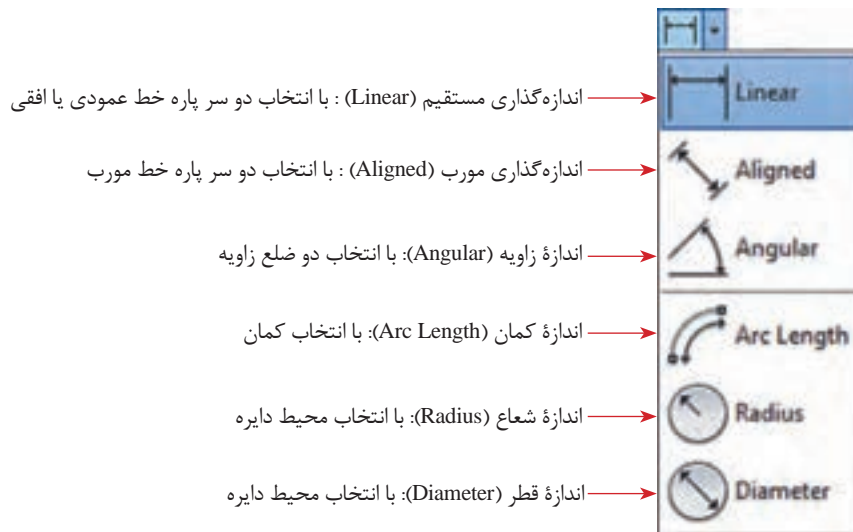 اندازه‌گذاری مستقیم (Linear) : با انتخاب دو سر پاره خط عمودی یا افقی
Linear
اندازه‌گذاری مورب (Aligned) : با انتخاب دو سر پاره خط مورب
Aligned
اندازهٔ زاویه (Angular): با انتخاب دو ضلع زاویه
Angular
اندازهٔ کمان (Arc Length): با انتخاب کمان
Arc Length
اندازهٔ شعاع (Radius): با انتخاب محیط دایره
Radius
اندازهٔ قطر (Diameter): با انتخاب محیط دایره
Diameter